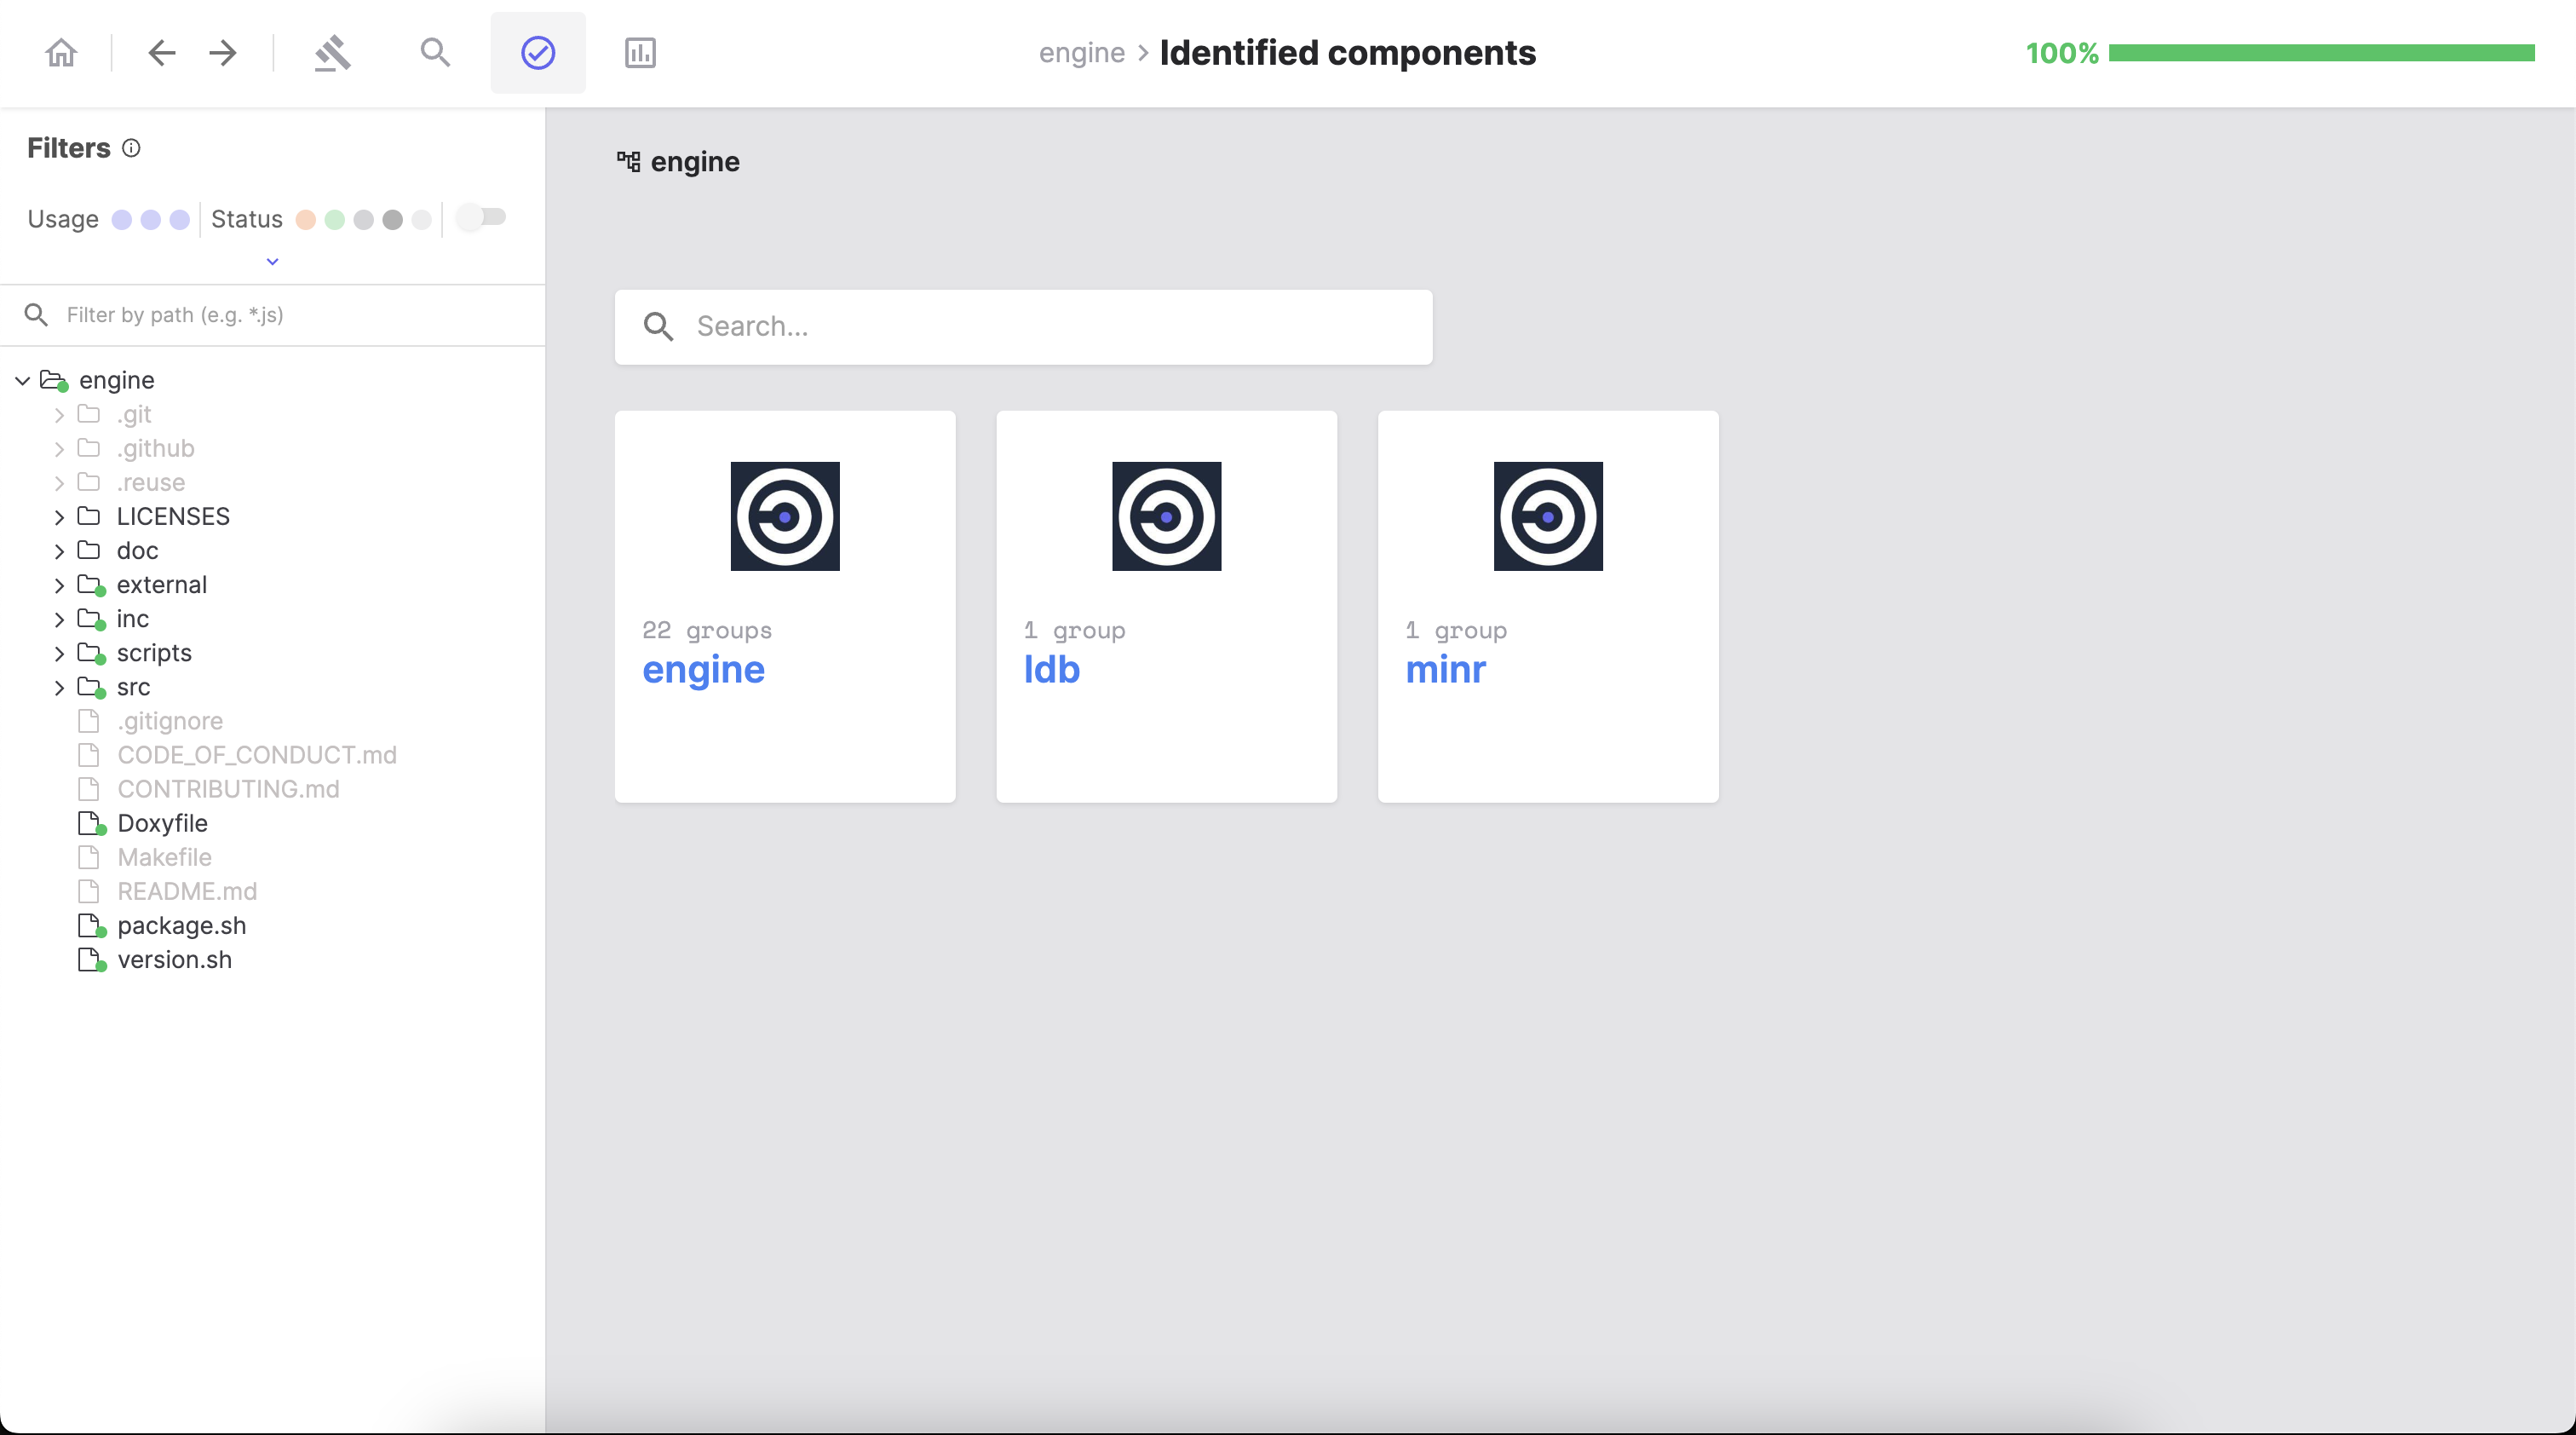 engine > Identified components
100%
Filters
Usage Status
Filter by path (e.g. *.js)
engine
.git
.github
.reuse
LICENSES
doc
external
inc
scripts
src
.gitignore
CODE_OF_CONDUCT.md
CONTRIBUTING.md
Doxyfile
Makefile
README.md
package.sh
version.sh
engine
Search...
22 groups
engine
1 group
ldb
1 group
minr